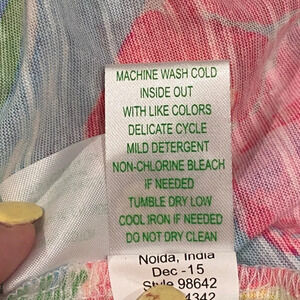 MACHINE WASH COLD
INSIDE OUT
WITH LIKE COLORS
DELICATE CYCLE
MILD DETERGENT
NON-CHLORINE BLEACH
IF NEEDED
TUMBLE DRY LOW
COOL IRON IF NEEDED
DO NOT DRY CLEAN
Noida, India
Dec -15
Style 98642
4342